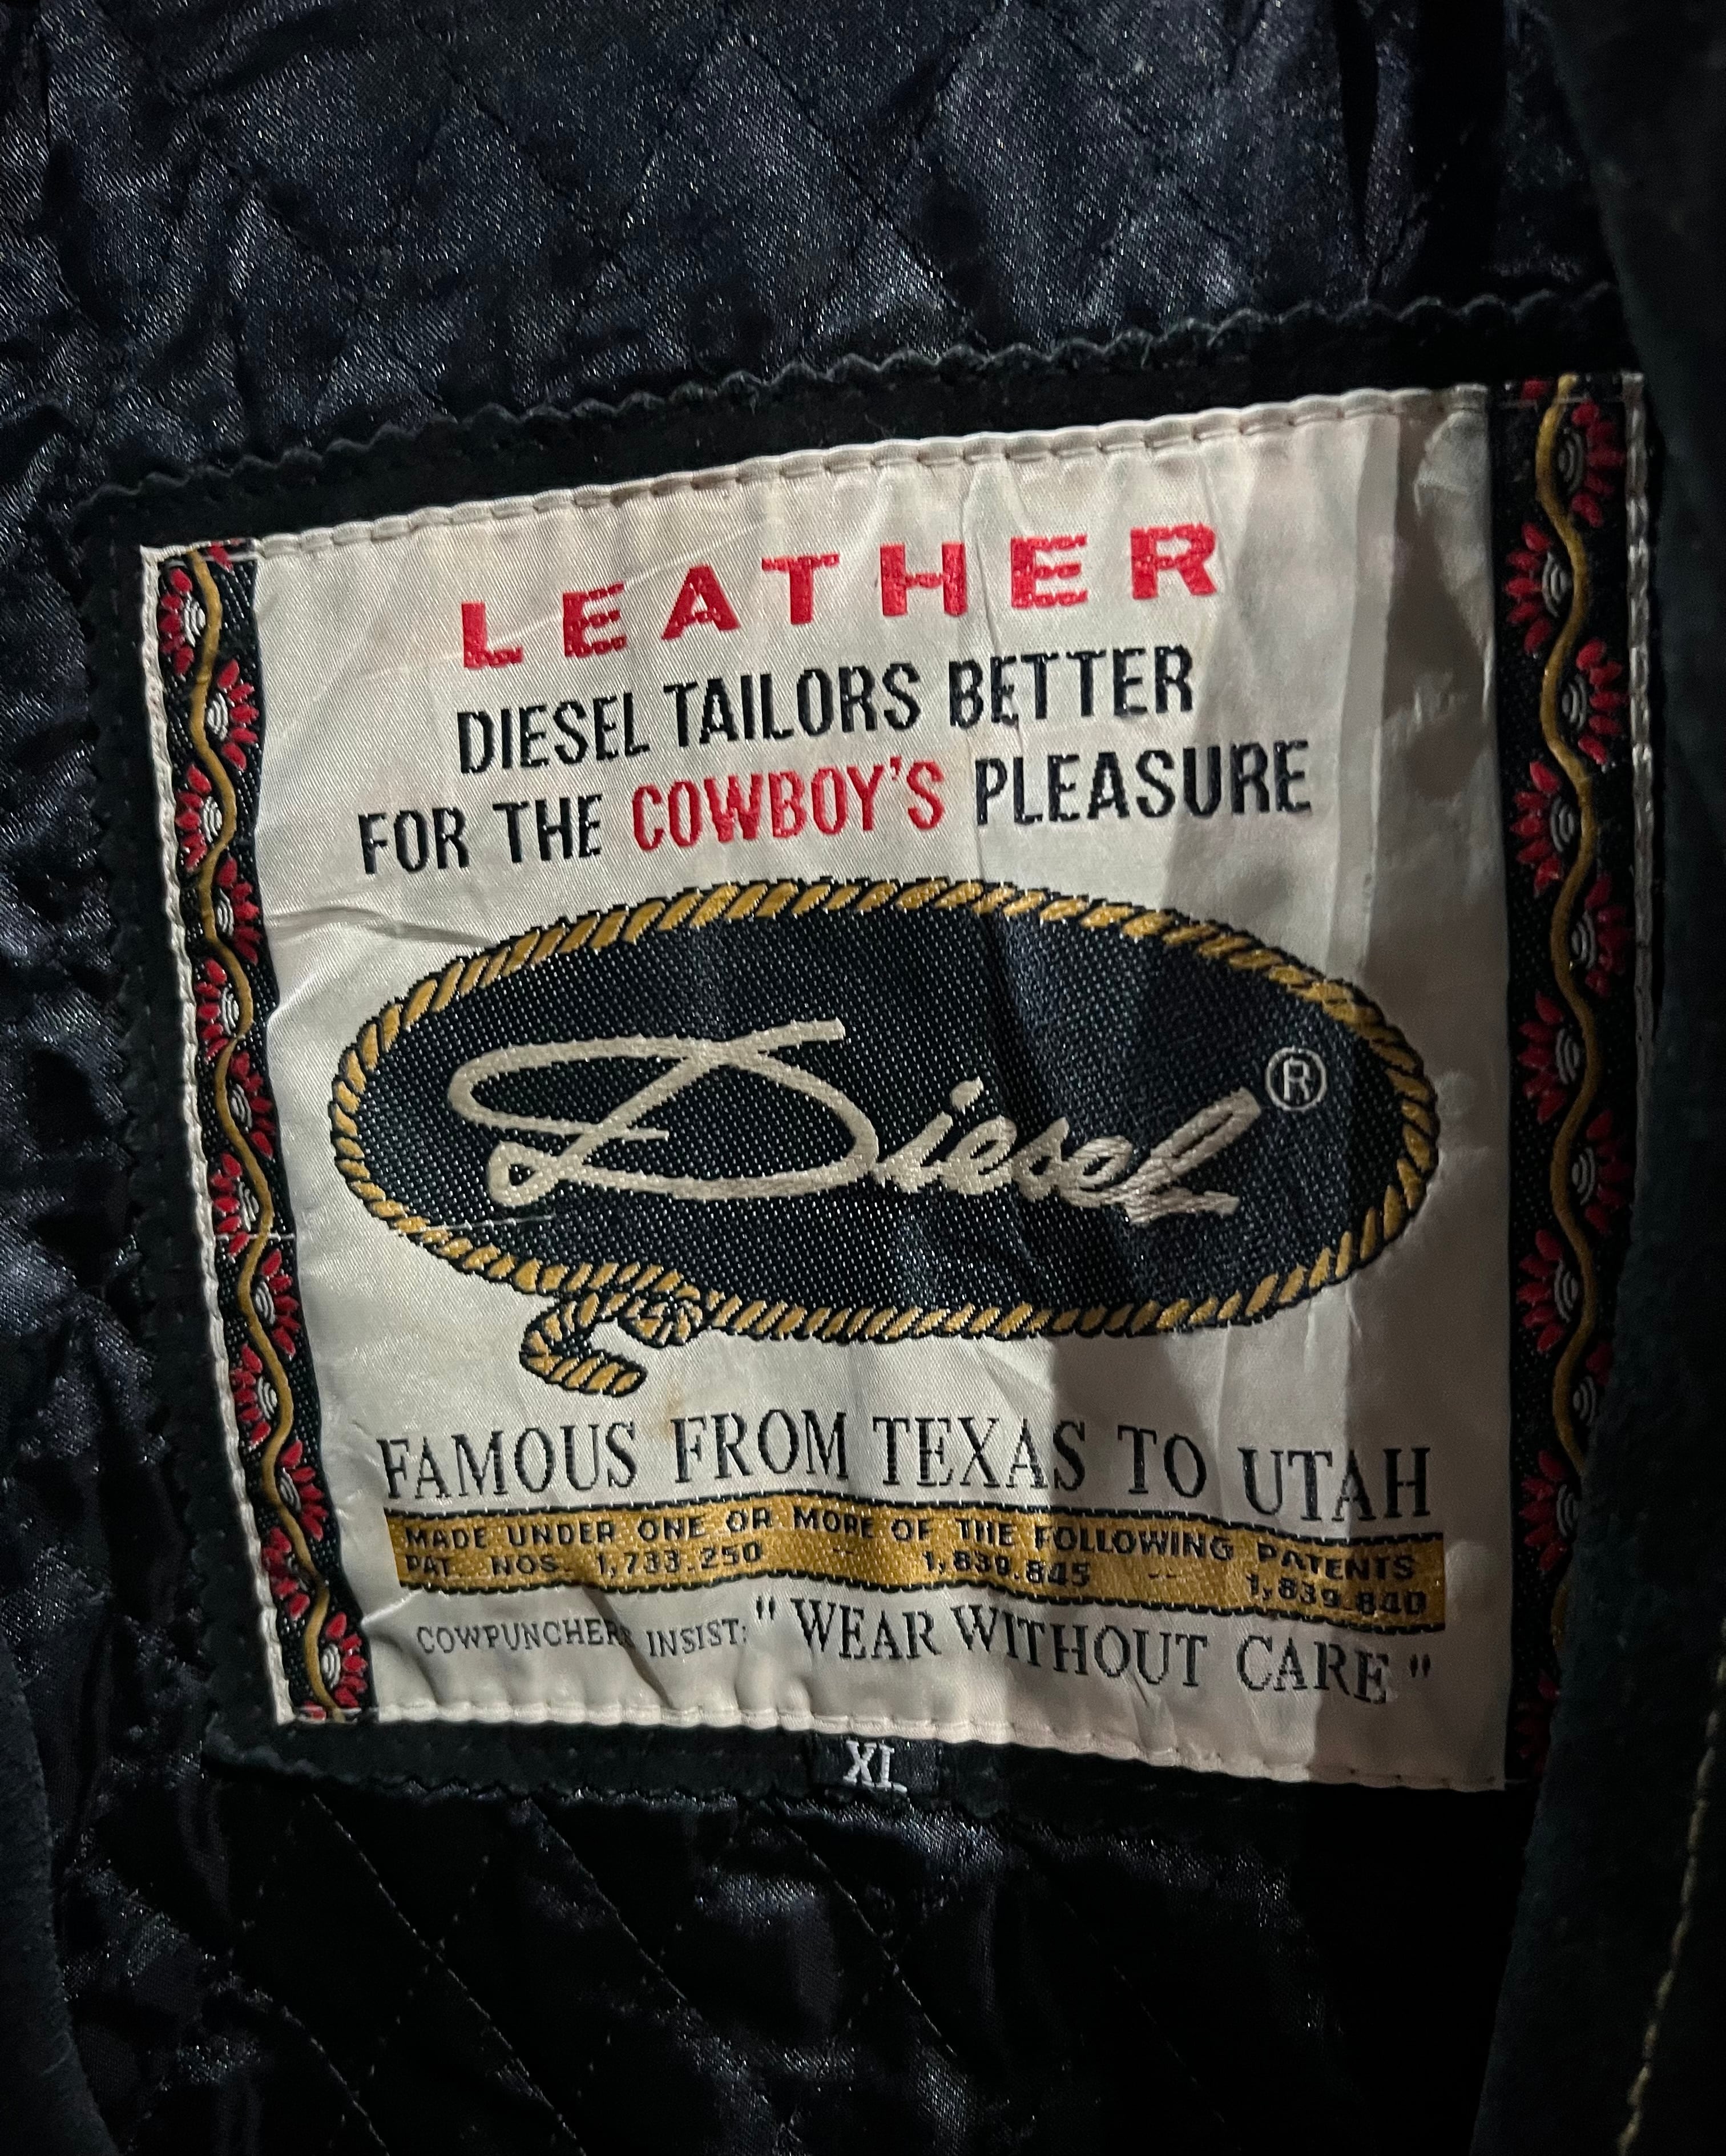 LEATHER
DIESEL TAILORS BETTER
FOR THE COWBOY'S PLEASURE
Diesel ®
FAMOUS FROM TEXAS TO UTAH
MADE UNDER ONE OR MORE OF THE FOLLOWING PATENTS
PAT. NOS. 1,733.250 -- 1,839.845 -- 1,839.840
COWPUNCHERS INSIST: "WEAR WITHOUT CARE"
XL